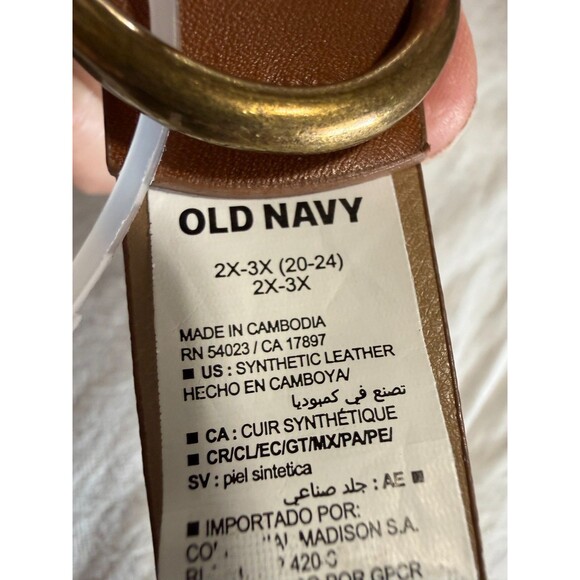 OLD NAVY
2X-3X (20-24)
2X-3X
MADE IN CAMBODIA
RN 54023 / CA 17897
■ US : SYNTHETIC LEATHER
HECHO EN CAMBOYA/
تصنع في كمبوديا
■ CA : CUIR SYNTHÉTIQUE
■ CR/CL/EC/GT/MX/PA/PE/
SV : piel sintetica
■ AE : جلد صناعي
■ IMPORTADO POR:
MADISON S.A.
POR GPCR